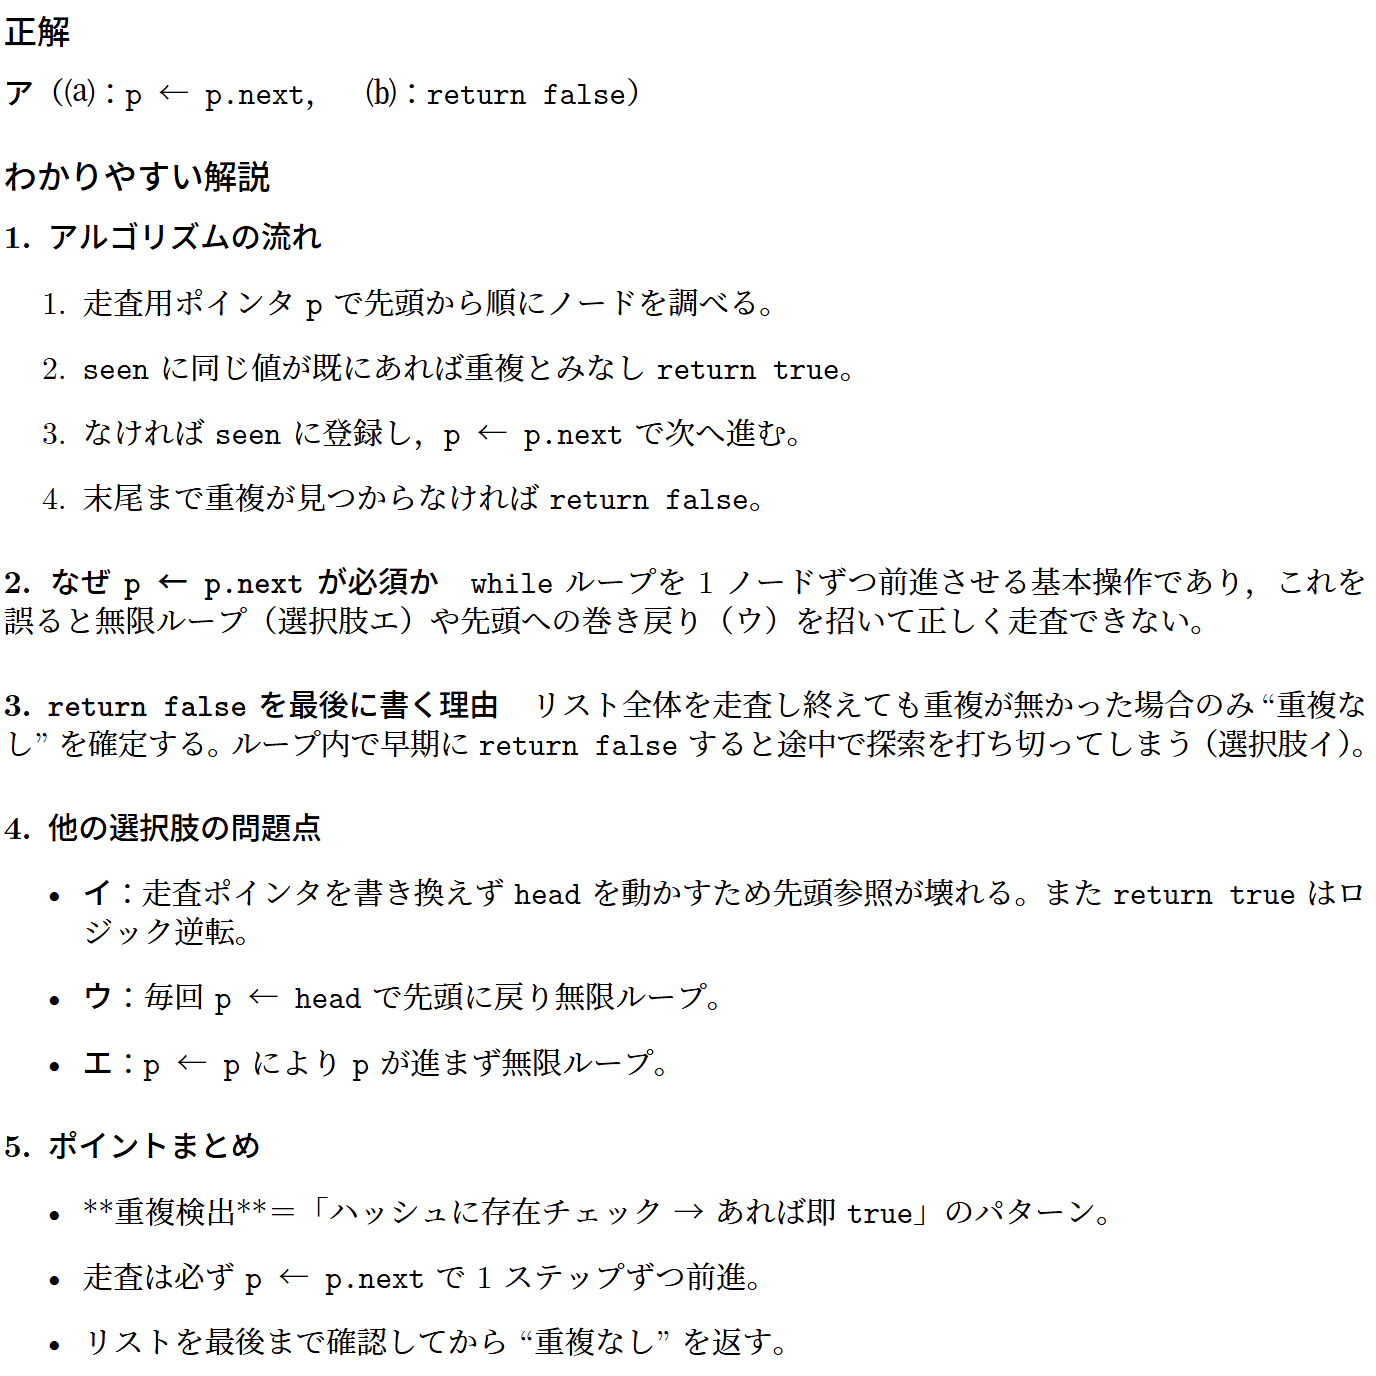 正解
ア（(a)：p ← p.next，　(b)：return false）
わかりやすい解説
1. アルゴリズムの流れ
1. 走査用ポインタ p で先頭から順にノードを調べる。
2. seen に同じ値が既にあれば重複とみなし return true。
3. なければ seen に登録し，p ← p.next で次へ進む。
4. 末尾まで重複が見つからなければ return false。
2. なぜ p ← p.next が必須か　while ループを 1 ノードずつ前進させる基本操作であり，これを
誤ると無限ループ（選択肢エ）や先頭への巻き戻り（ウ）を招いて正しく走査できない。
3. return false を最後に書く理由　リスト全体を走査し終えても重複が無かった場合のみ “重複な
し” を確定する。ループ内で早期に return false すると途中で探索を打ち切ってしまう（選択肢イ）。
4. 他の選択肢の問題点
• イ：走査ポインタを書き換えず head を動かすため先頭参照が壊れる。また return true はロ
ジック逆転。
• ウ：毎回 p ← head で先頭に戻り無限ループ。
• エ：p ← p により p が進まず無限ループ。
5. ポイントまとめ
• **重複検出**＝「ハッシュに存在チェック → あれば即 true」のパターン。
• 走査は必ず p ← p.next で 1 ステップずつ前進。
• リストを最後まで確認してから “重複なし” を返す。